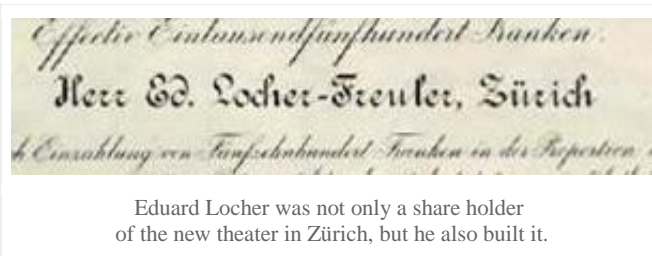 Effectiv Eintausendfünfhundert Franken.
Herr Ed. Locher-Freuler, Zürich
h Einzahlung von Fünfzehnhundert Franken in der Proportion
Eduard Locher was not only a share holder
of the new theater in Zürich, but he also built it.